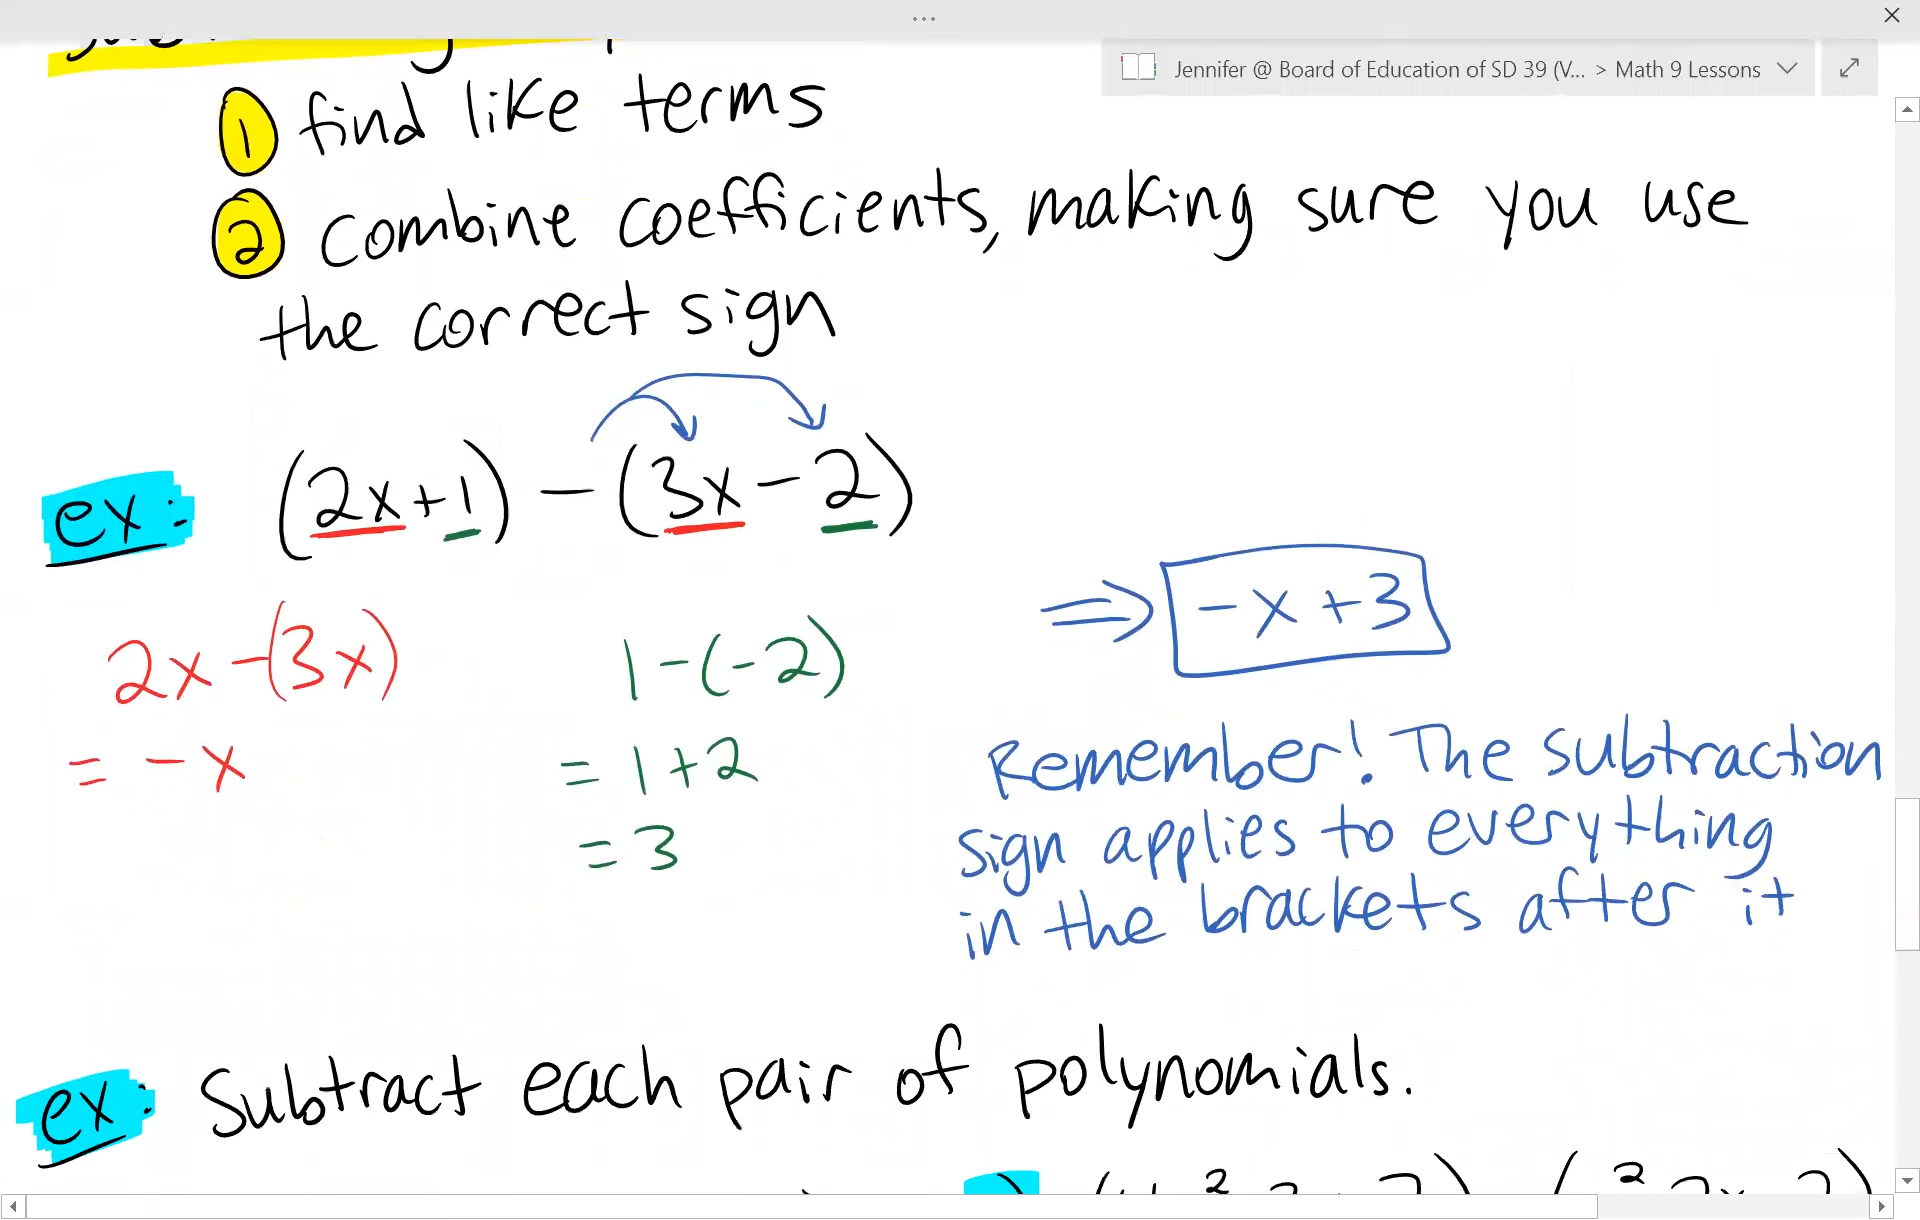 Jennifer @ Board of Education of SD 39 (V... > Math 9 Lessons
1 find like terms
2 combine coefficients, making sure you use
the correct sign
ex: (2x+1) - (3x-2)
2x-(3x)
= -x
1-(-2)
= 1+2
= 3
⇒ -x+3
Remember! The subtraction
sign applies to everything
in the brackets after it
ex: Subtract each pair of polynomials.